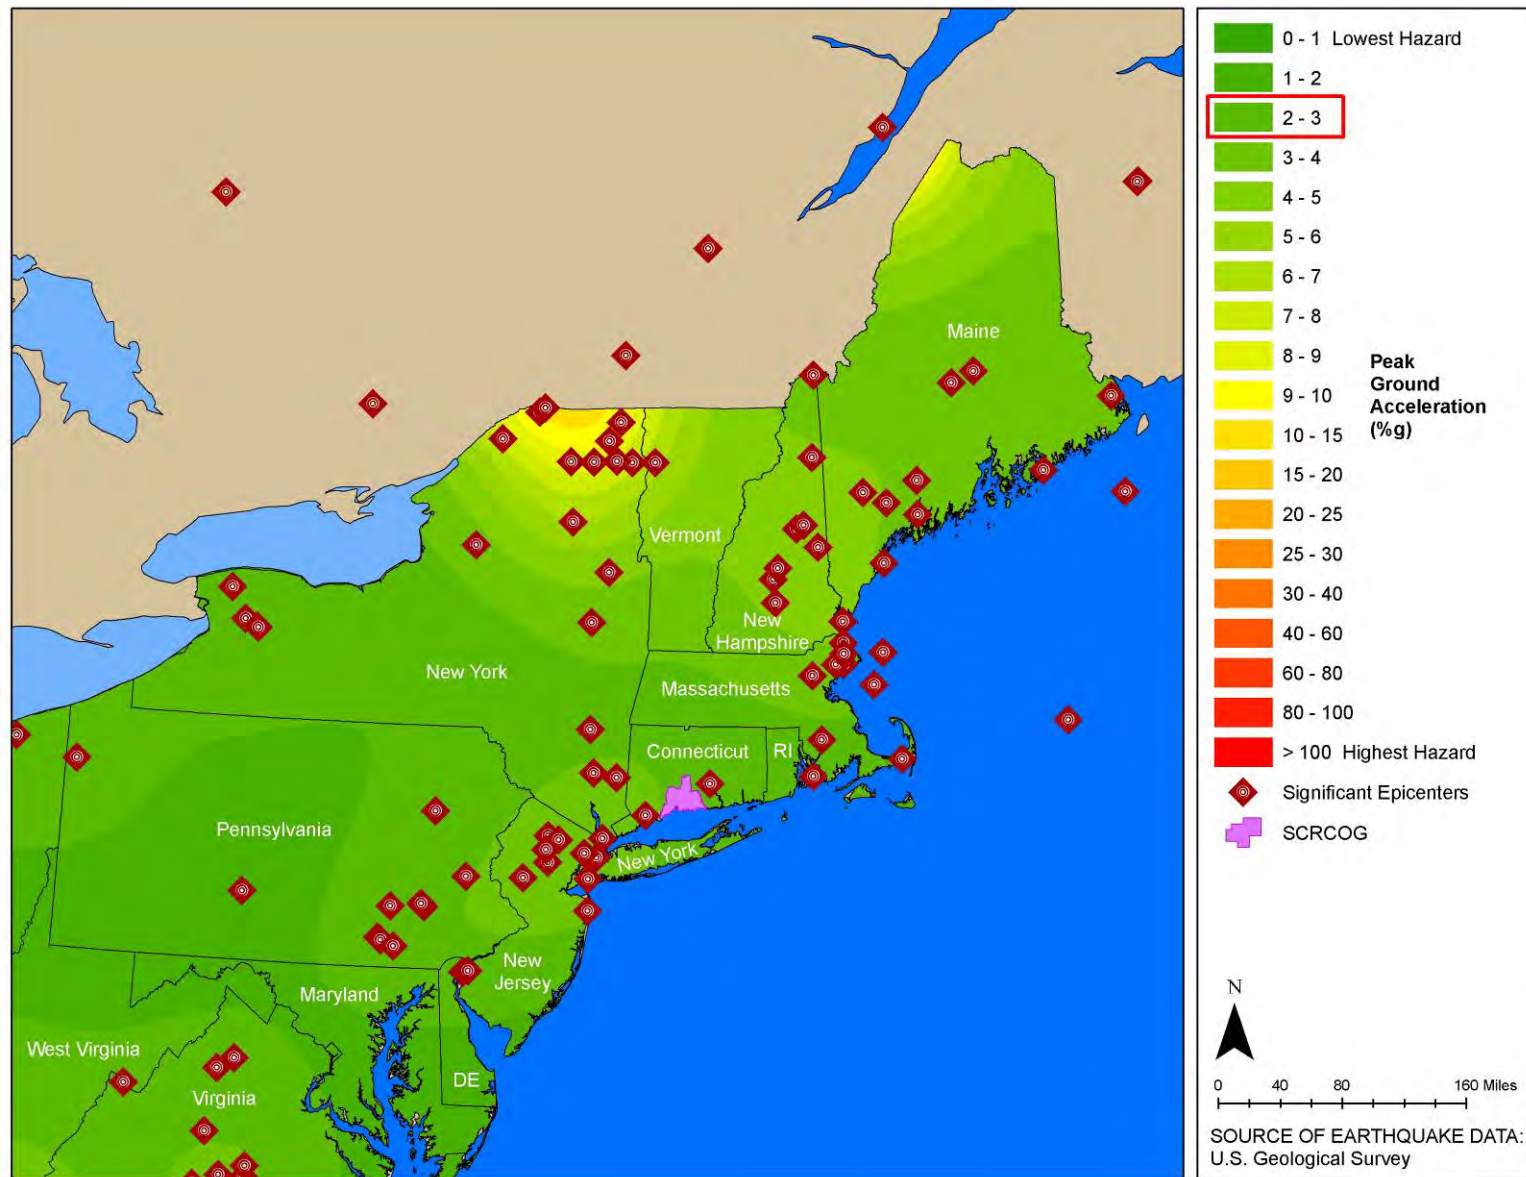 Maine
Vermont
New
Hampshire
New York
Massachusetts
Connecticut
RI
Pennsylvania
New York
New
Jersey
Maryland
West Virginia
DE
Virginia
0 - 1 Lowest Hazard
1 - 2
2 - 3
3 - 4
4 - 5
5 - 6
6 - 7
7 - 8
8 - 9
9 - 10
10 - 15
15 - 20
20 - 25
25 - 30
30 - 40
40 - 60
60 - 80
80 - 100
> 100 Highest Hazard
Peak
Ground
Acceleration
(%g)
Significant Epicenters
SCRCOG
N
0 40 80 160 Miles
SOURCE OF EARTHQUAKE DATA:
U.S. Geological Survey